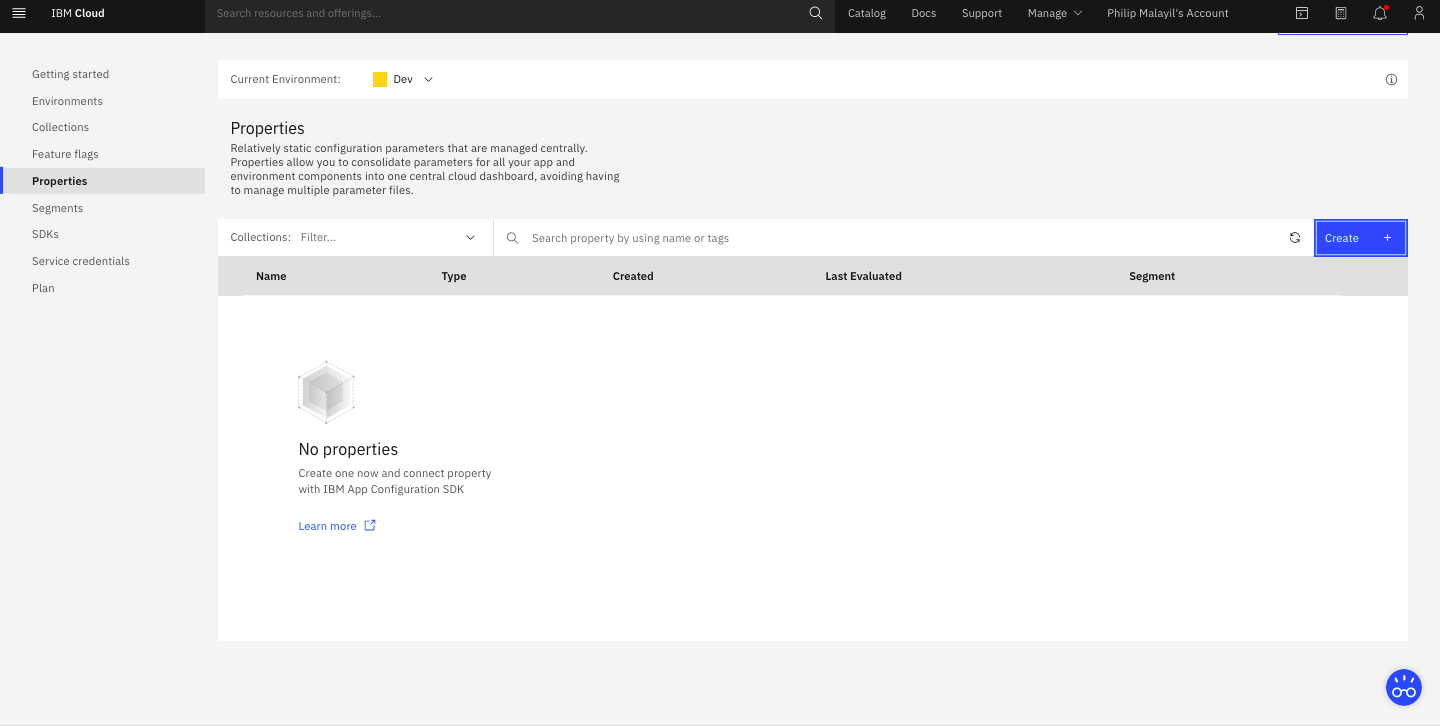 IBM Cloud
Search resources and offerings...
Catalog
Docs
Support
Manage
Philip Malayil's Account
Getting started
Environments
Collections
Feature flags
Properties
Segments
SDKs
Service credentials
Plan
Current Environment:
Dev
Properties
Relatively static configuration parameters that are managed centrally.
Properties allow you to consolidate parameters for all your app and
environment components into one central cloud dashboard, avoiding having
to manage multiple parameter files.
Collections: Filter...
Search property by using name or tags
Create +
Name
Type
Created
Last Evaluated
Segment
No properties
Create one now and connect property
with IBM App Configuration SDK
Learn more